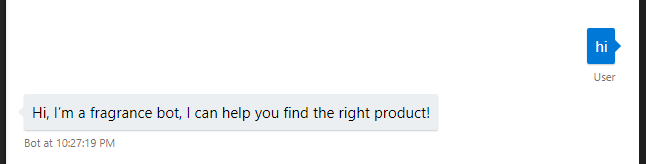 hi
User
Hi, I’m a fragrance bot, I can help you find the right product!
Bot at 10:27:19 PM